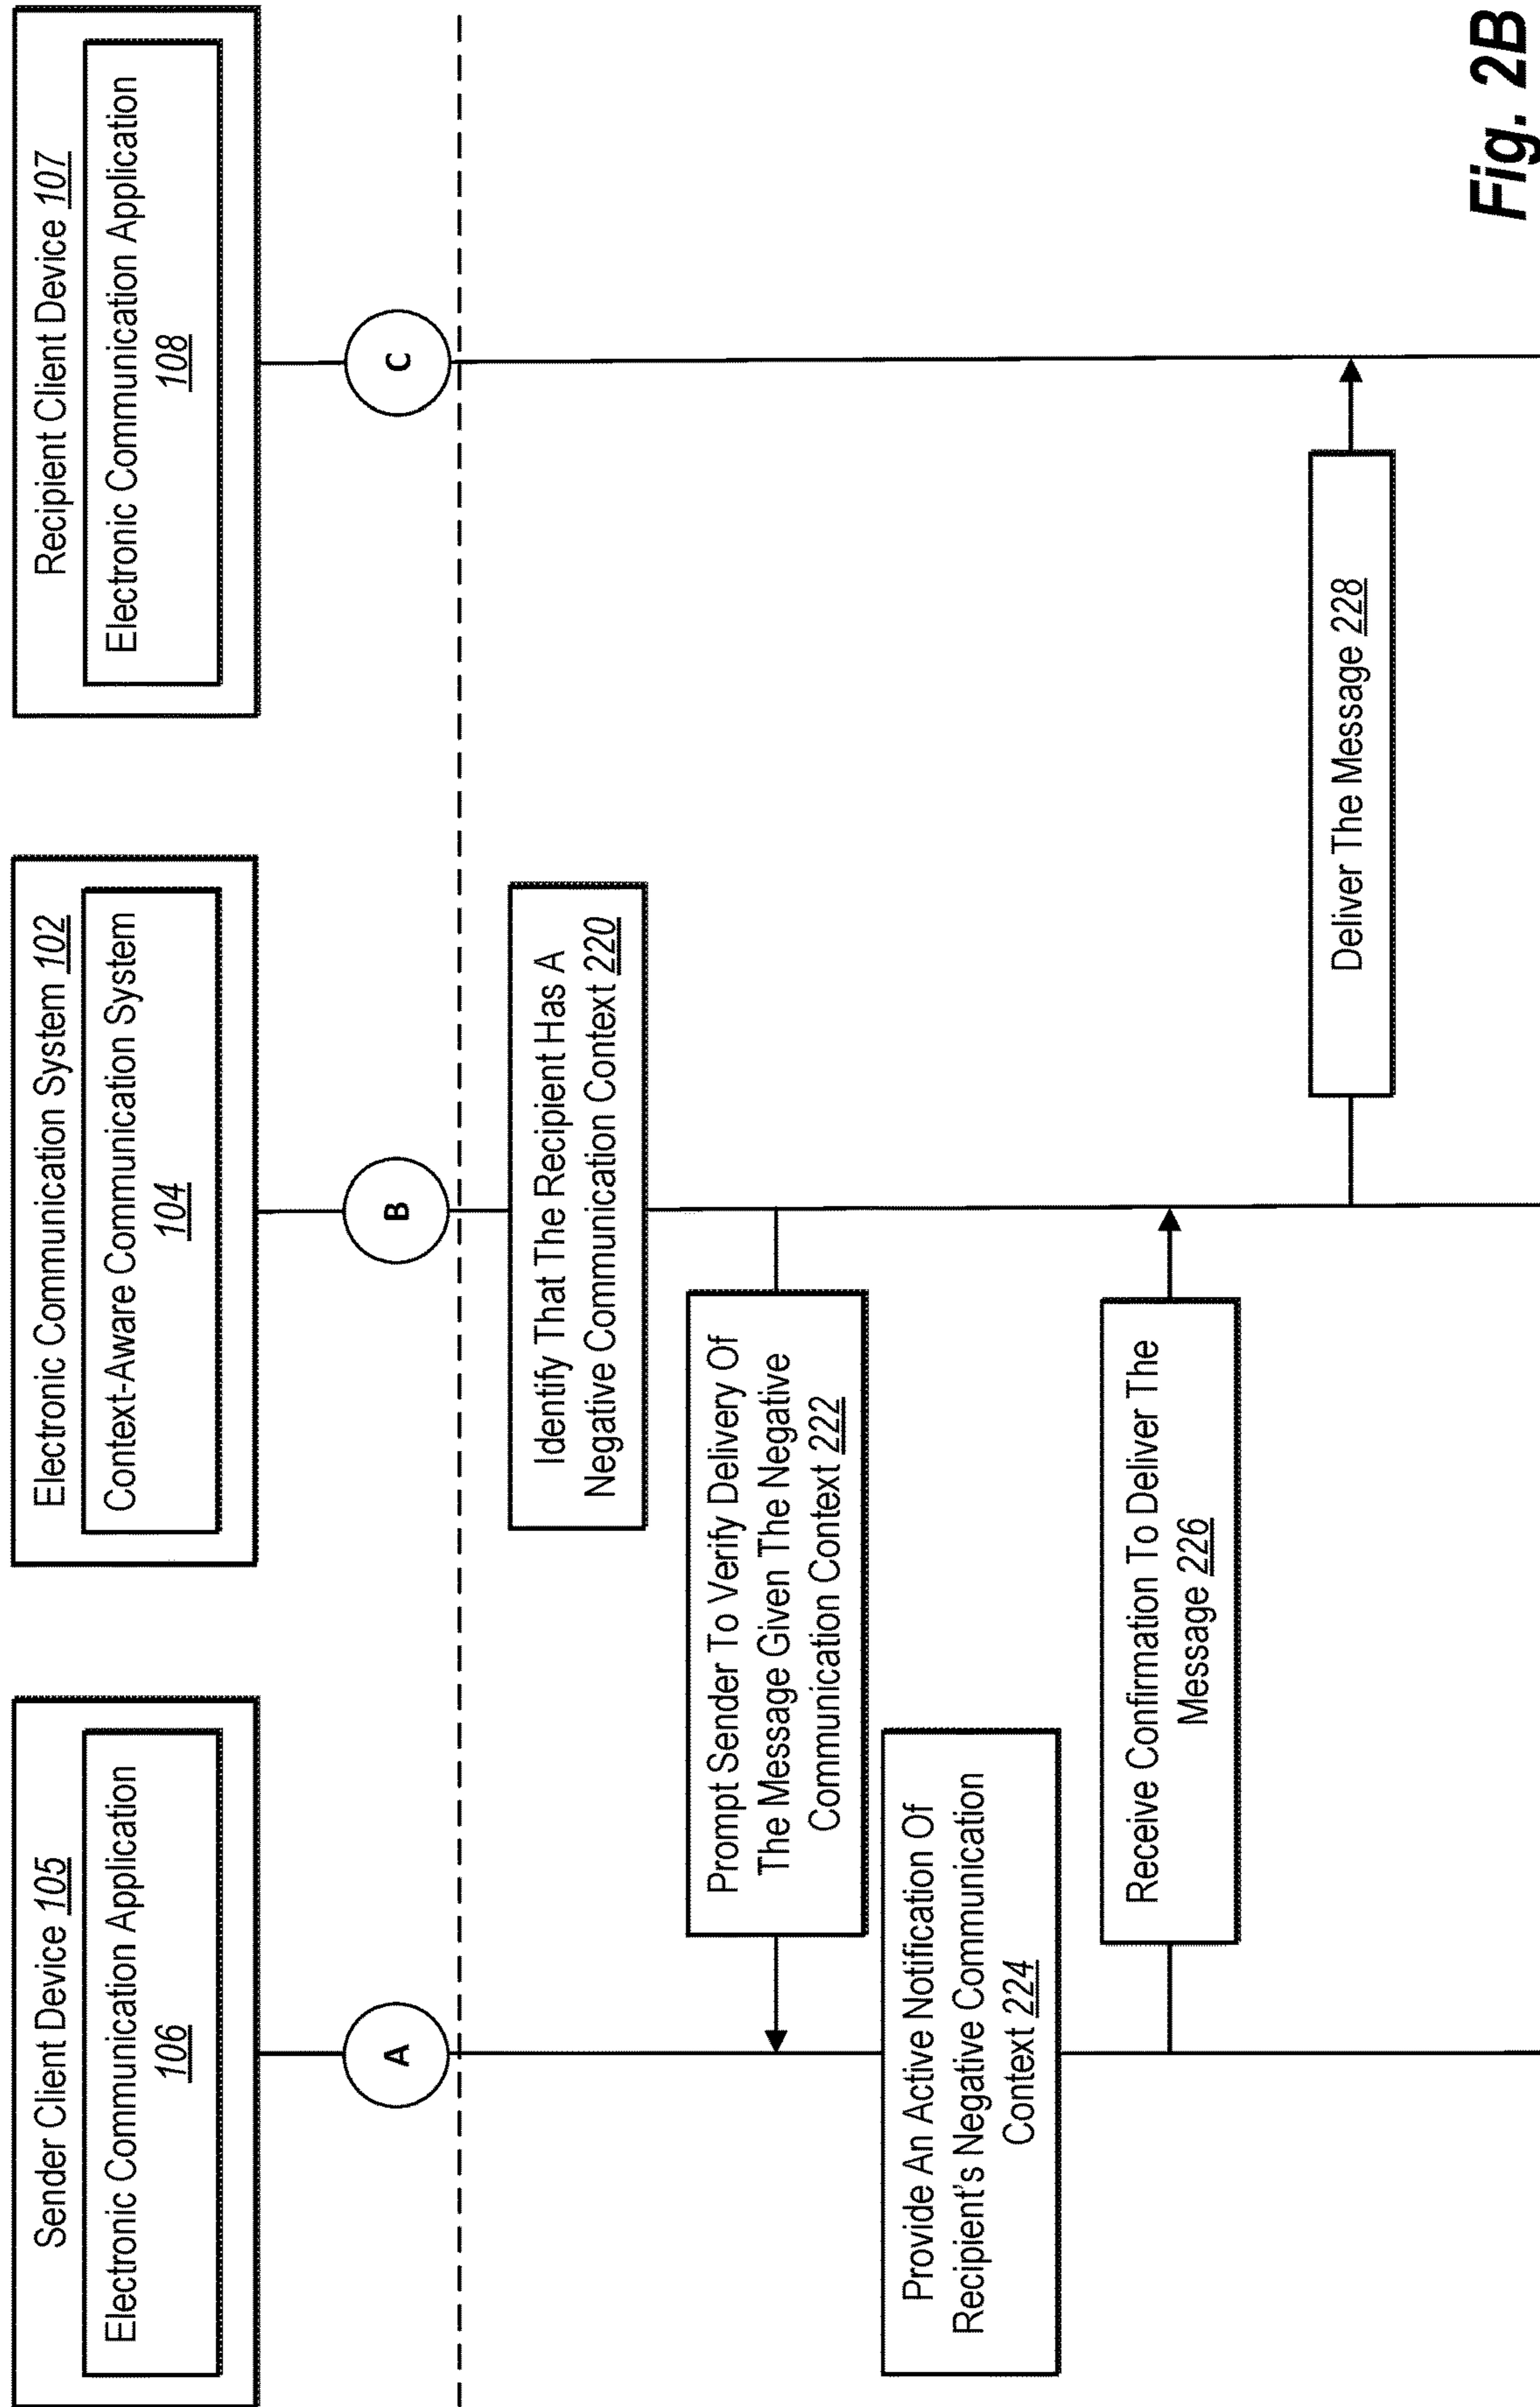 Sender Client Device 105
Electronic Communication Application
106
Electronic Communication System 102
Context-Aware Communication System
104
Recipient Client Device 107
Electronic Communication Application
108
A
B
C
Identify That The Recipient Has A
Negative Communication Context 220
Prompt Sender To Verify Delivery Of
The Message Given The Negative
Communication Context 222
Provide An Active Notification Of
Recipient's Negative Communication
Context 224
Receive Confirmation To Deliver The
Message 226
Deliver The Message 228
Fig. 2B